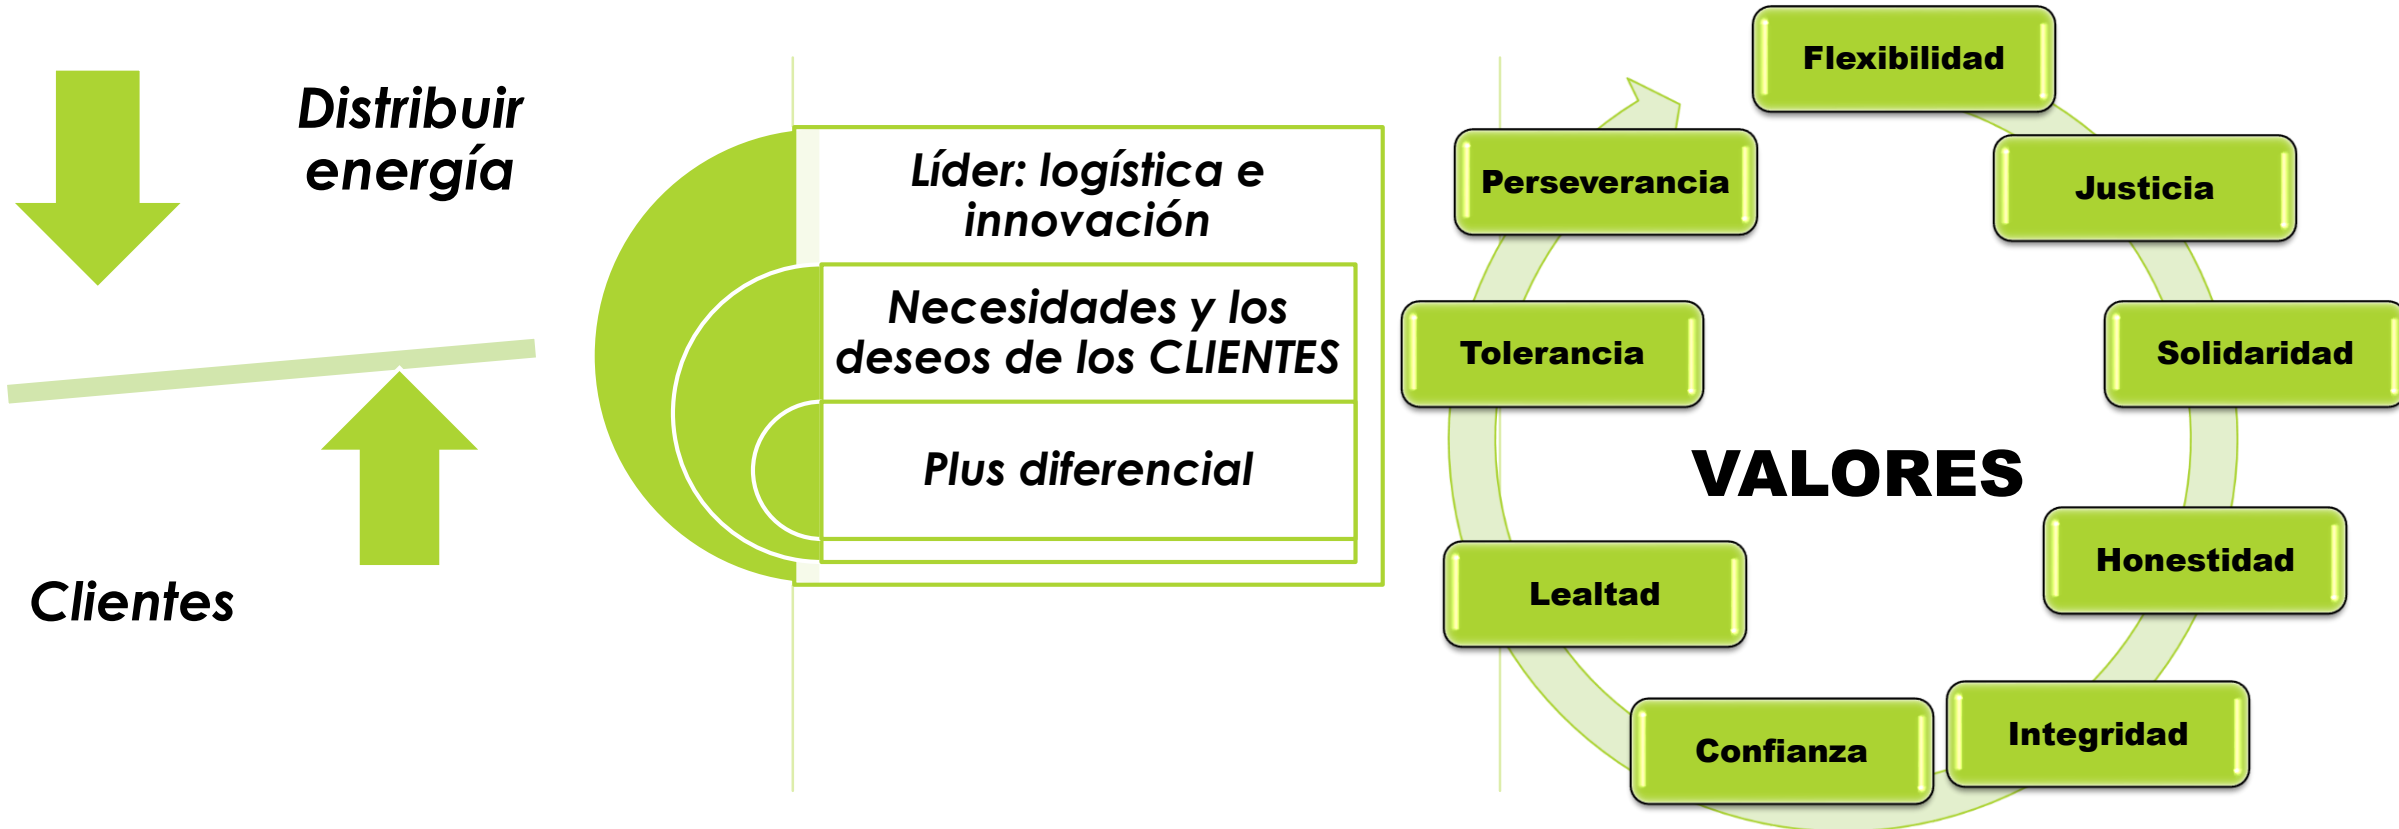 Distribuir
energía
Clientes
Líder: logística e
innovación
Necesidades y los
deseos de los CLIENTES
Plus diferencial
VALORES
Flexibilidad
Justicia
Solidaridad
Honestidad
Integridad
Confianza
Lealtad
Tolerancia
Perseverancia